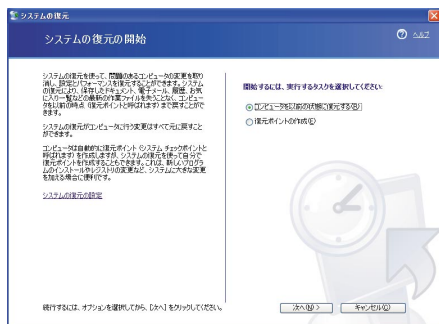 システムの復元
システムの復元の開始
ヘルプ
システムの復元を使って、問題のあるコンピュータの変更を取り
消し、設定とパフォーマンスを復元することができます。システム
の復元により、保存したドキュメント、電子メール、履歴、お気
に入り一覧などの最新の作業ファイルを失うことなく、コンピュー
タを以前の時点 (復元ポイントと呼ばれます) まで戻すことがで
きます。
システムの復元がコンピュータに行う変更はすべて元に戻すこと
ができます。
コンピュータは自動的に復元ポイント (システム チェックポイントと
呼ばれます) を作成しますが、システムの復元を使って自分で
復元ポイントを作成することもできます。これは、新しいプログラ
ムのインストールやレジストリの変更など、システムに大きな変更
を加える場合に便利です。
システムの復元の設定
開始するには、実行するタスクを選択してください:
コンピュータを以前の状態に復元する(R)
復元ポイントの作成(E)
続行するには、オプションを選択してから、[次へ] をクリックしてください。
次へ(N) >
キャンセル(C)